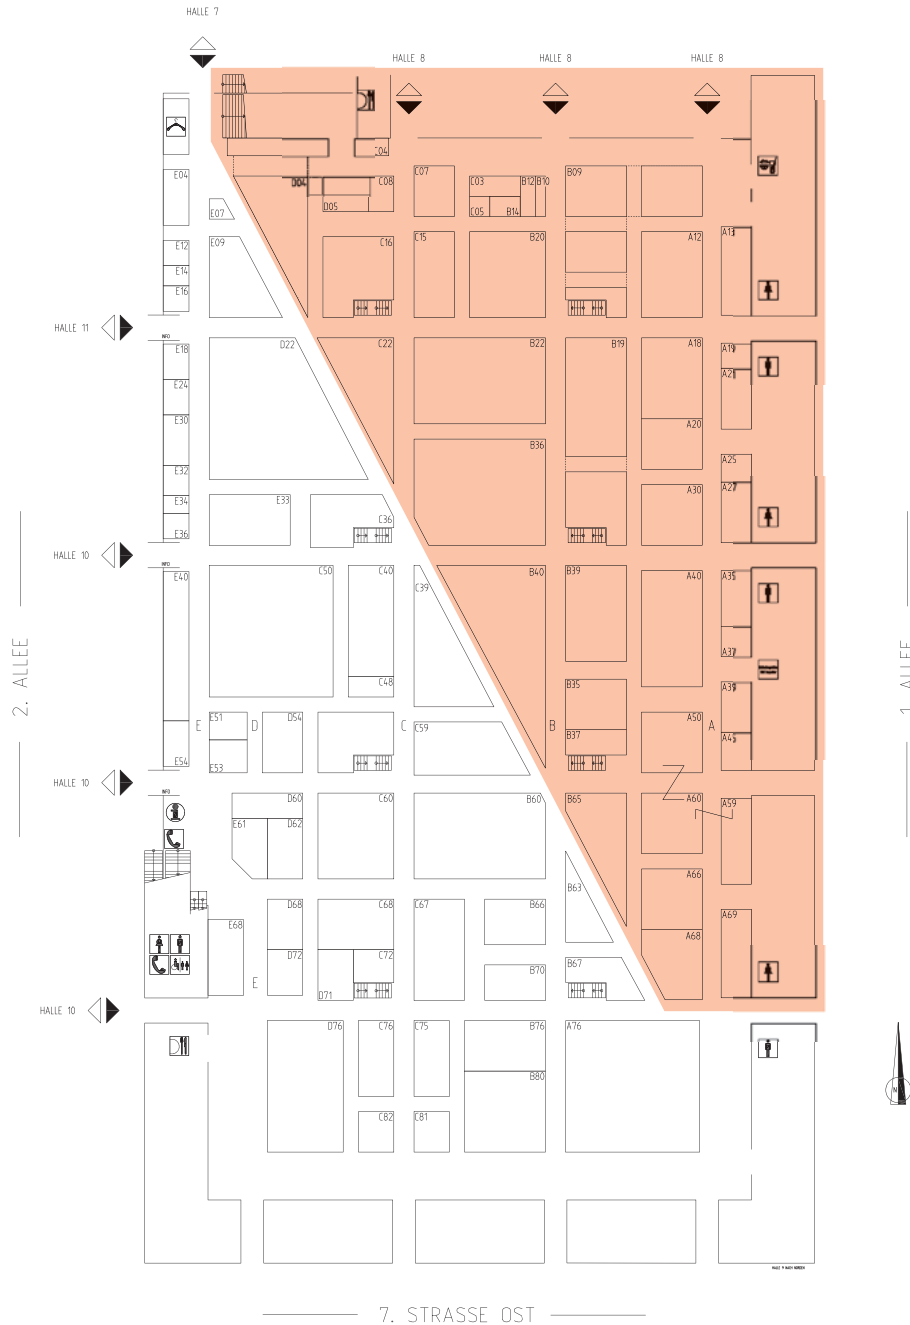 HALLE 7
HALLE 8 HALLE 8 HALLE 8
C04
E04 D04 C08 C07 C03 B12 B10 B09
D05 C05 B14
E07
E09 E12 C16 C15 B20 A12 A13
E14
E16
HALLE 11
INFO
E18 D22 C22 B22 B19 A18 A19
A21
E24
E30 A20
B36
A25
E32
A30 A27
E34 E33
C36
E36
HALLE 10
INFO
E40 C50 C40 C39 B40 B39 A40 A35
A37
C48 B35 A39
2. ALLEE
1. ALLEE
E51 D54 C59 A50
E D C B A
B37 A45
E54 E53
HALLE 10
INFO
D60 C60 B60 B65 A60 A59
E61 D62
A66
B63
D68 C68 C67 B66 A69
E68
A68
D72 C72 B67
B70
E
D71
HALLE 10
D76 C76 C75 B76 A76
B80
N
C82 C81
HALLE 9 NACH NORDEN
7. STRASSE OST